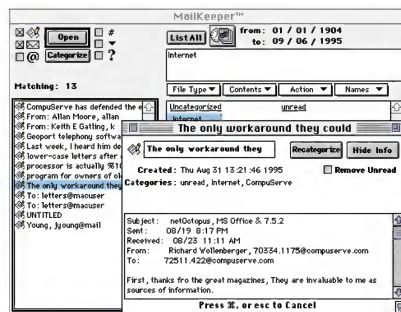 MailKeeper™
Open
#
List All
from: 01 / 01 / 1904
to: 09 / 06 / 1995
@ Categorize ?
Internet
Matching: 13
File Type Contents Action Names
Uncategorized unread
Internet
CompuServe has defended the e
From: Allan Moore, allan
From: Keith E Gatling, k
Geoport telephony softwa
Last week, I heard him de
lower-case letters after
processor is actually
program for owners of ol
The only workaround they
To: letters@macuser
To: letters@macuser
UNTITLED
Young, jyoung@mail
The only workaround they could
The only workaround they
Recategorize Hide Info
Created: Thu Aug 31 13:21:46 1995
Remove Unread
Categories: unread, Internet, CompuServe
Subject: netOctopus, MS Office & 7.5.2
Sent: 08/19 8:17 PM
Received: 08/23 11:11 AM
From: Richard Wollenberger, 70334.1175@compuserve.com
To: 72511.422@compuserve.com
First, thanks fro the great magazines, They are invaluable to me as
sources of information.
Press ⌘. or esc to Cancel